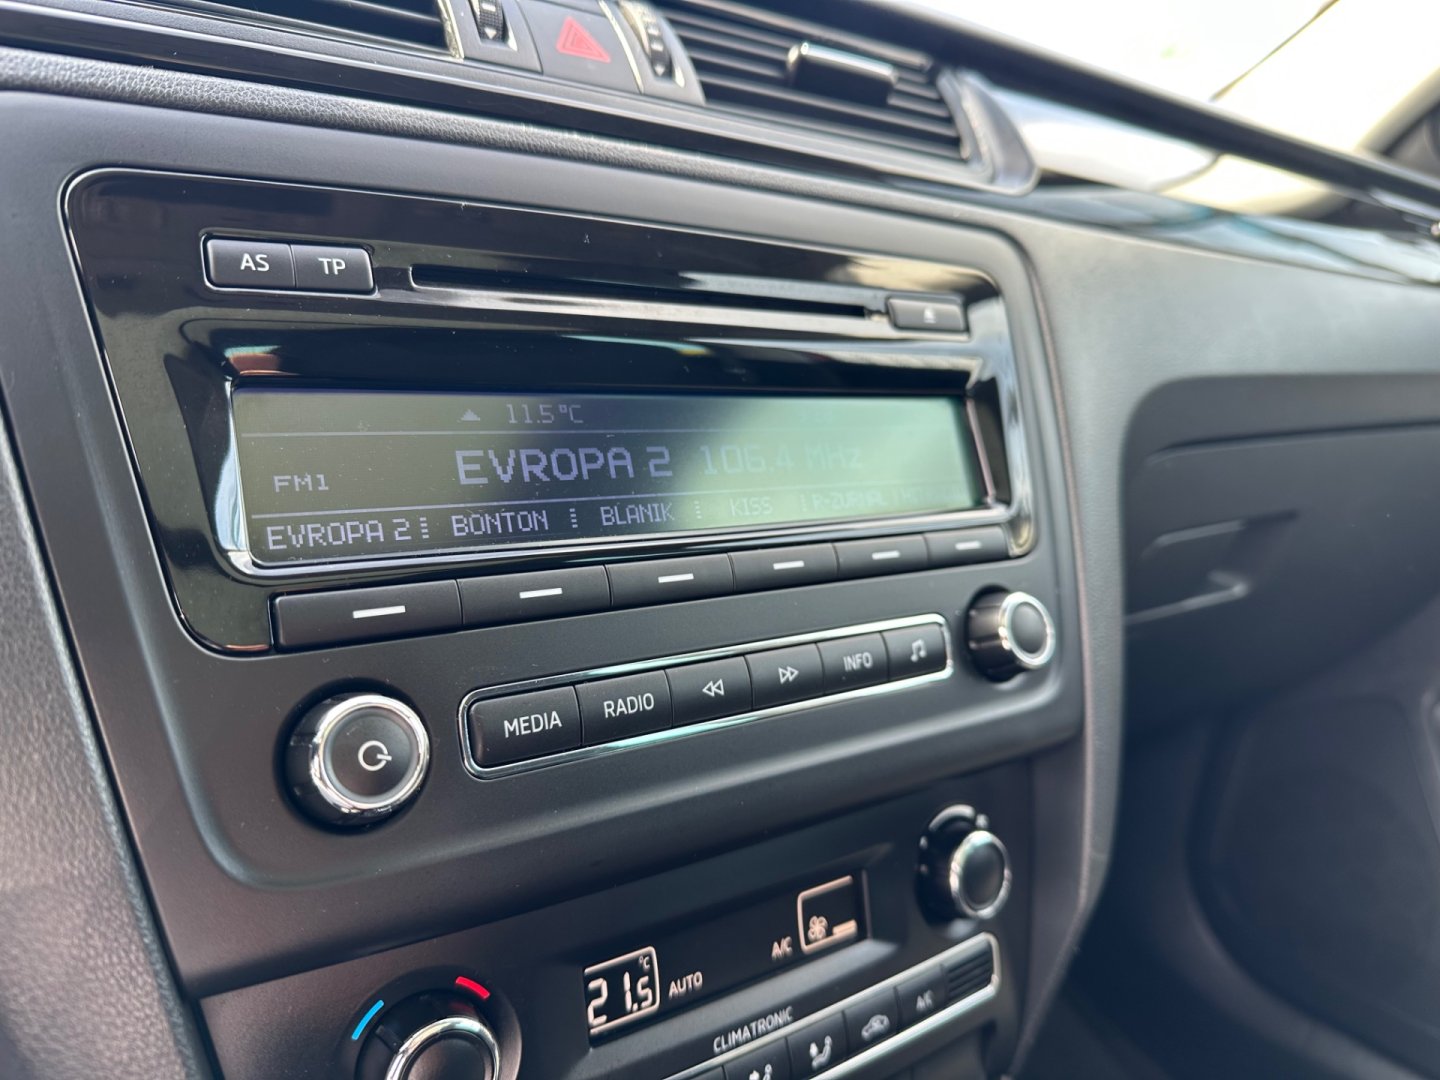 AS TP
11.5°C
FM1 EVROPA 2 106.4 MHz
EVROPA 2 BONTON BLANIK KISS
MEDIA RADIO INFO
21.5 °C AUTO A/C
CLIMATRONIC